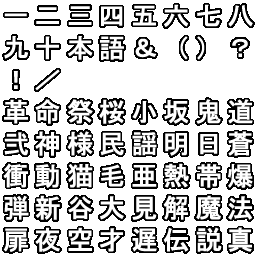 一二三四五六七八
九十本語＆（）？
！／
革命祭桜小坂鬼道
弐神様民謡明日蒼
衝動猫毛亜熱帯爆
弾新谷大見解魔法
扉夜空才遅伝説真